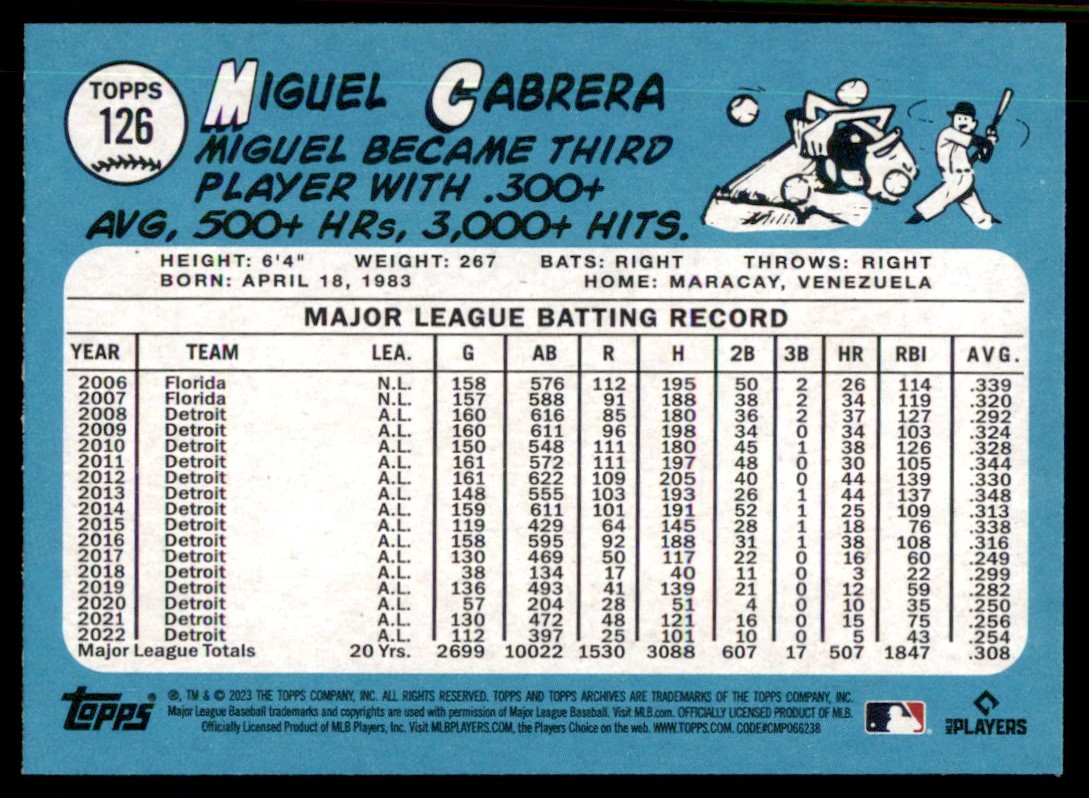 TOPPS
126
MIGUEL CABRERA
MIGUEL BECAME THIRD
PLAYER WITH .300+
AVG, 500+ HRs, 3,000+ HITS.
HEIGHT: 6'4" WEIGHT: 267 BATS: RIGHT THROWS: RIGHT
BORN: APRIL 18, 1983 HOME: MARACAY, VENEZUELA
MAJOR LEAGUE BATTING RECORD
YEAR TEAM LEA. G AB R H 2B 3B HR RBI AVG.
2006 Florida N.L. 158 576 112 195 50 2 26 114 .339
2007 Florida N.L. 157 588 91 188 38 2 34 119 .320
2008 Detroit A.L. 160 616 85 180 36 2 37 127 .292
2009 Detroit A.L. 160 611 96 198 34 0 34 103 .324
2010 Detroit A.L. 150 548 111 180 45 1 38 126 .328
2011 Detroit A.L. 161 572 111 197 48 0 30 105 .344
2012 Detroit A.L. 161 622 109 205 40 0 44 139 .330
2013 Detroit A.L. 148 555 103 193 26 1 44 137 .348
2014 Detroit A.L. 159 611 101 191 52 1 25 109 .313
2015 Detroit A.L. 119 429 64 145 28 1 18 76 .338
2016 Detroit A.L. 158 595 92 188 31 1 38 108 .316
2017 Detroit A.L. 130 469 50 117 22 0 16 60 .249
2018 Detroit A.L. 38 134 17 40 11 0 3 22 .299
2019 Detroit A.L. 136 493 41 139 21 0 12 59 .282
2020 Detroit A.L. 57 204 28 51 4 0 10 35 .250
2021 Detroit A.L. 130 472 48 121 16 0 15 75 .256
2022 Detroit A.L. 112 397 25 101 10 0 5 43 .254
Major League Totals 20 Yrs. 2699 10022 1530 3088 607 17 507 1847 .308
topps® ®, TM & © 2023 THE TOPPS COMPANY, INC. ALL RIGHTS RESERVED. TOPPS AND TOPPS ARCHIVES ARE TRADEMARKS OF THE TOPPS COMPANY, INC.
Major League Baseball trademarks and copyrights are used with permission of Major League Baseball. Visit MLB.com. OFFICIALLY LICENSED PRODUCT OF MLB.
Officially Licensed Product of MLB Players, Inc. Visit MLBPLAYERS.COM, the Players Choice on the web. WWW.TOPPS.COM. CODE#CMP066238
MLB PLAYERS